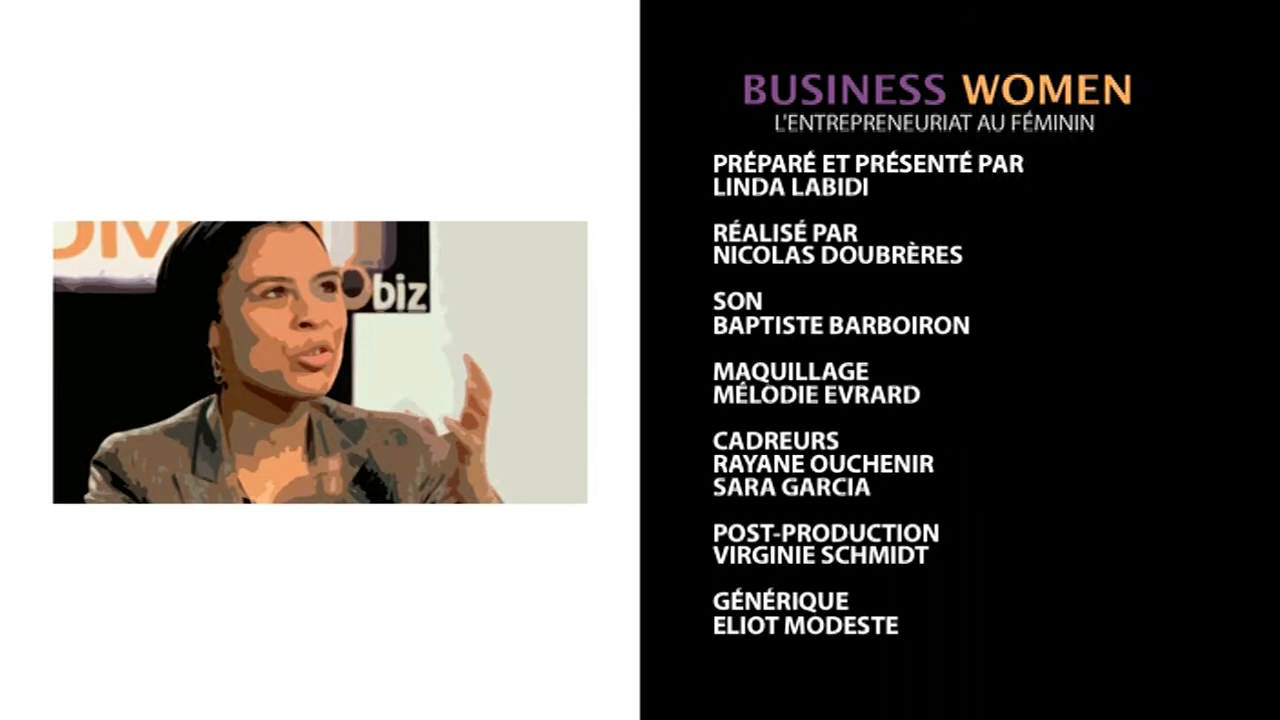 BUSINESS WOMEN
L'ENTREPRENEURIAT AU FÉMININ
PRÉPARÉ ET PRÉSENTÉ PAR
LINDA LABIDI
RÉALISÉ PAR
NICOLAS DOUBRÈRES
SON
BAPTISTE BARBOIRON
MAQUILLAGE
MÉLODIE EVRARD
CADREURS
RAYANE OUCHENIR
SARA GARCIA
POST-PRODUCTION
VIRGINIE SCHMIDT
GÉNÉRIQUE
ELIOT MODESTE
biz